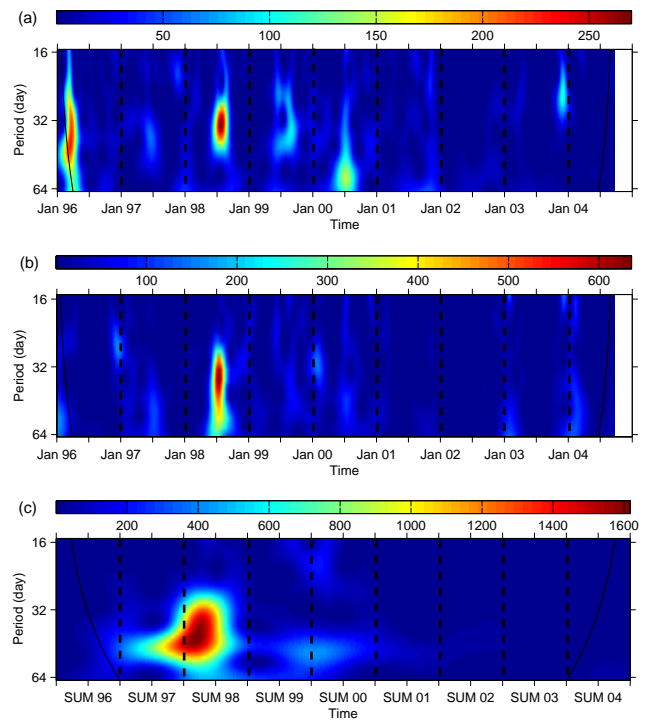 (a)
50 100 150 200 250
16
32
64
Period (day)
Jan 96 Jan 97 Jan 98 Jan 99 Jan 00 Jan 01 Jan 02 Jan 03 Jan 04
Time
(b)
100 200 300 400 500 600
16
32
64
Period (day)
Jan 96 Jan 97 Jan 98 Jan 99 Jan 00 Jan 01 Jan 02 Jan 03 Jan 04
Time
(c)
200 400 600 800 1000 1200 1400 1600
16
32
64
Period (day)
SUM 96 SUM 97 SUM 98 SUM 99 SUM 00 SUM 01 SUM 02 SUM 03 SUM 04
Time